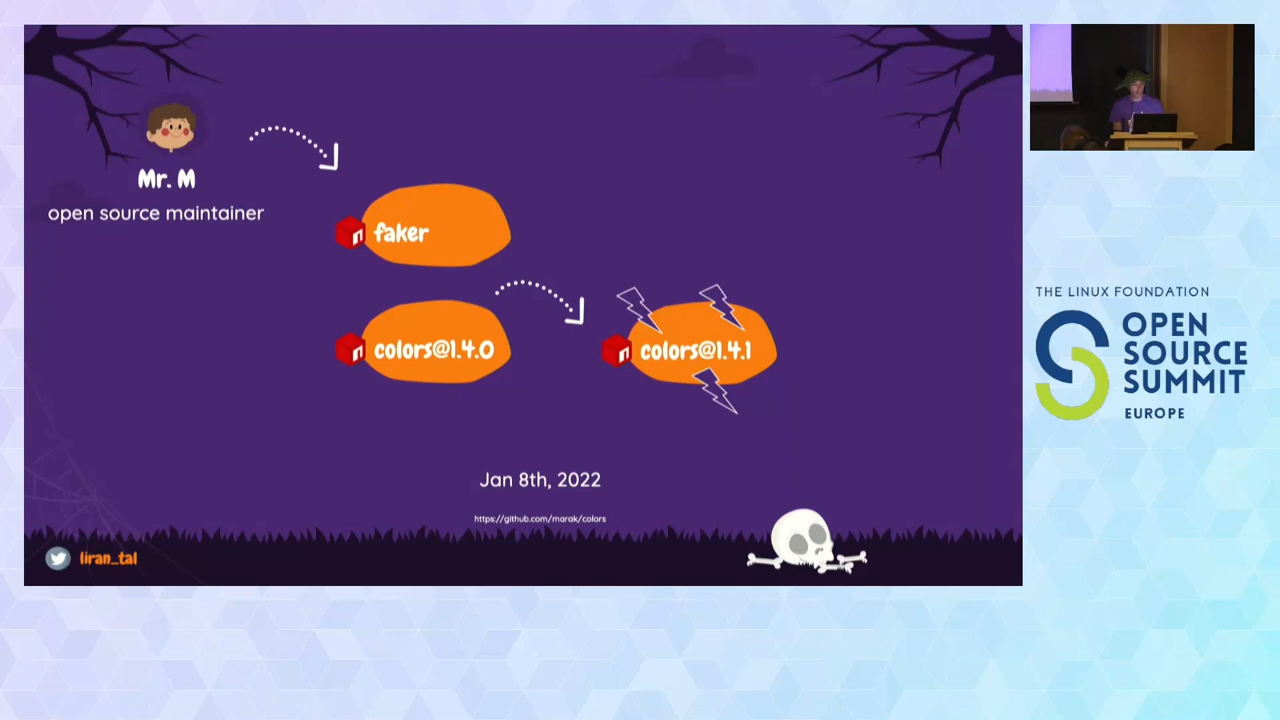 Mr. M
open source maintainer
faker
colors@1.4.0
colors@1.4.1
Jan 8th, 2022
https://github.com/marak/colors
liran_tal
THE LINUX FOUNDATION
OPEN
SOURCE
SUMMIT
EUROPE